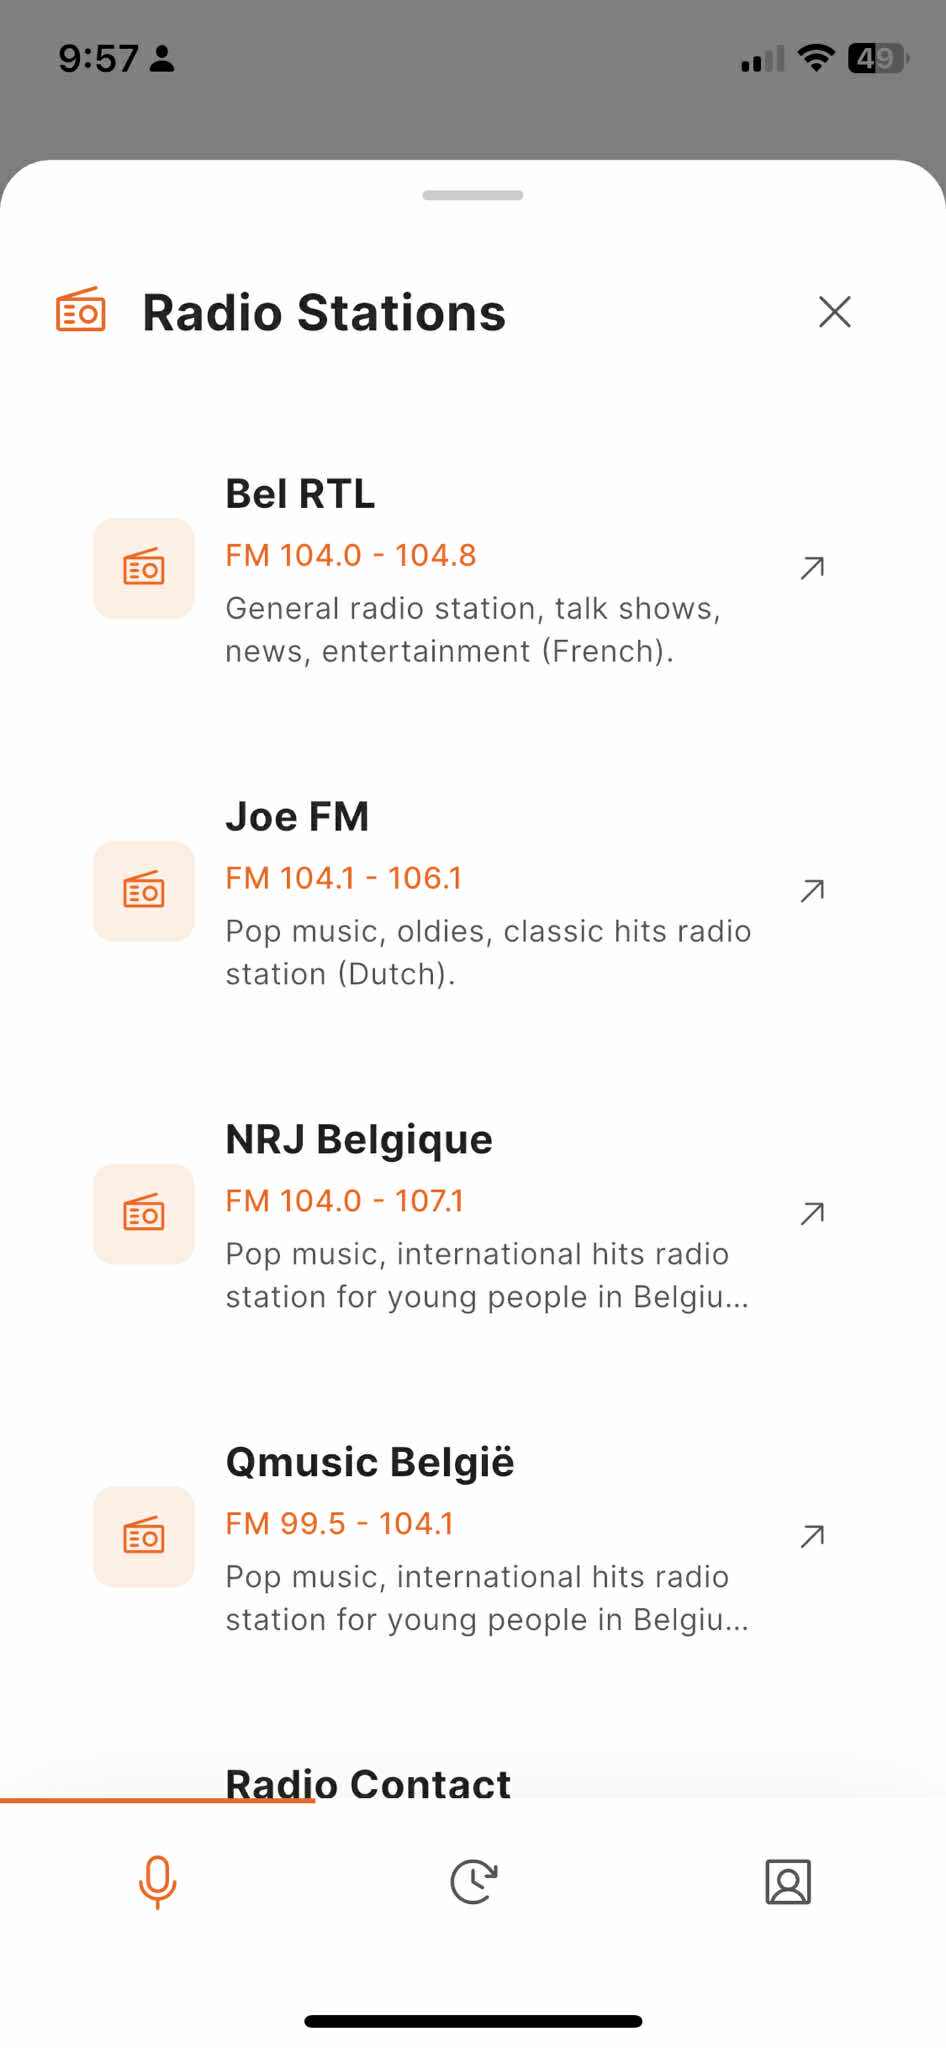 9:57
49
Radio Stations
Bel RTL
FM 104.0 - 104.8
General radio station, talk shows,
news, entertainment (French).
Joe FM
FM 104.1 - 106.1
Pop music, oldies, classic hits radio
station (Dutch).
NRJ Belgique
FM 104.0 - 107.1
Pop music, international hits radio
station for young people in Belgiu...
Qmusic België
FM 99.5 - 104.1
Pop music, international hits radio
station for young people in Belgiu...
Radio Contact